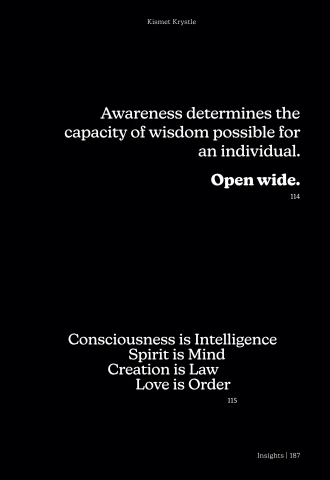 Kismet Krystle
Awareness determines the
capacity of wisdom possible for
an individual.
Open wide.
114
Consciousness is Intelligence
Spirit is Mind
Creation is Law
Love is Order
115
Insights | 187